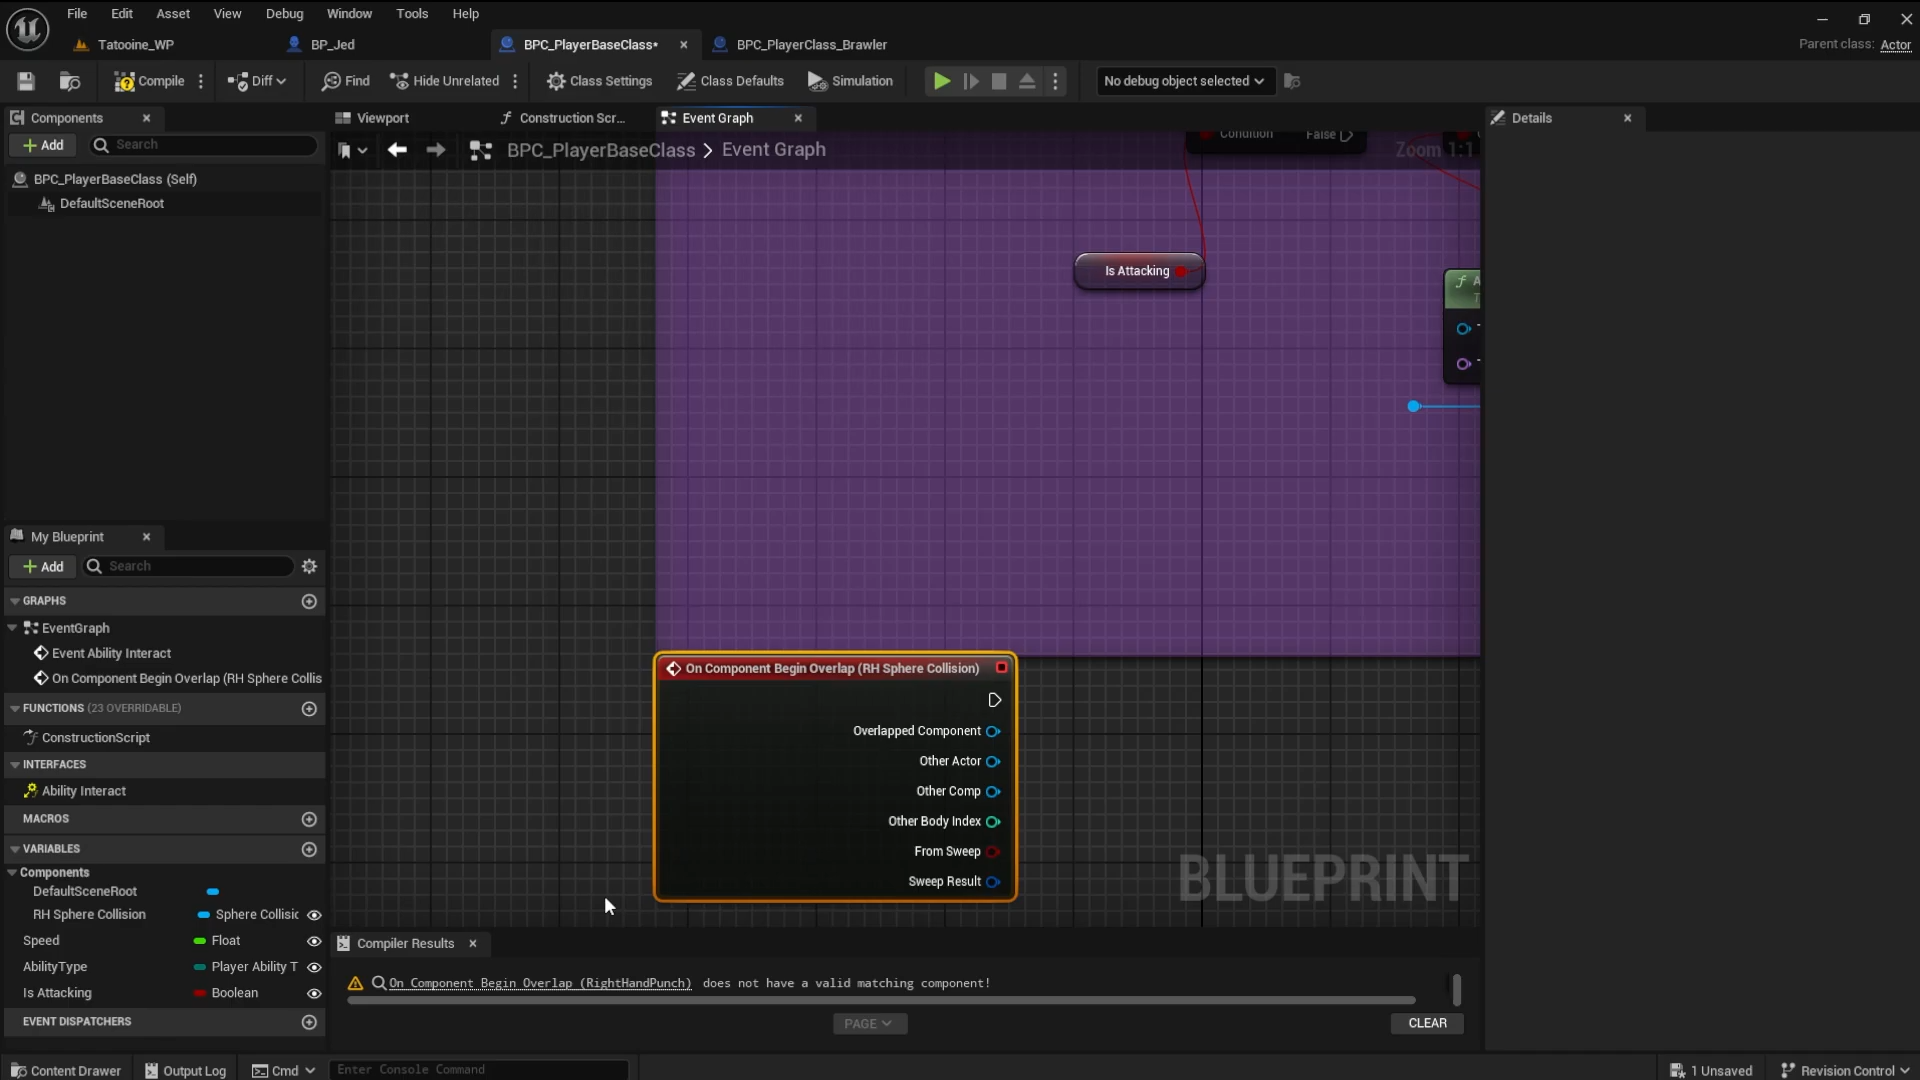 File Edit Asset View Debug Window Tools Help
Tatooine_WP BP_Jed BPC_PlayerBaseClass* BPC_PlayerClass_Brawler Parent class: Actor
Compile Diff Find Hide Unrelated Class Settings Class Defaults Simulation No debug object selected
Components Viewport Construction Scr... Event Graph Details
Add Search
BPC_PlayerBaseClass > Event Graph Zoom 1:1
Condition False
BPC_PlayerBaseClass (Self)
DefaultSceneRoot
Is Attacking
My Blueprint
Add Search
GRAPHS
EventGraph
Event Ability Interact
On Component Begin Overlap (RH Sphere Collis
FUNCTIONS (23 OVERRIDABLE)
ConstructionScript
INTERFACES
Ability Interact
MACROS
VARIABLES
Components
DefaultSceneRoot
RH Sphere Collision Sphere Collisic
Speed Float
AbilityType Player Ability T
Is Attacking Boolean
EVENT DISPATCHERS
On Component Begin Overlap (RH Sphere Collision)
Overlapped Component
Other Actor
Other Comp
Other Body Index
From Sweep
Sweep Result
BLUEPRINT
Compiler Results
On Component Begin Overlap (RightHandPunch) does not have a valid matching component!
PAGE CLEAR
Content Drawer Output Log Cmd Enter Console Command 1 Unsaved Revision Control